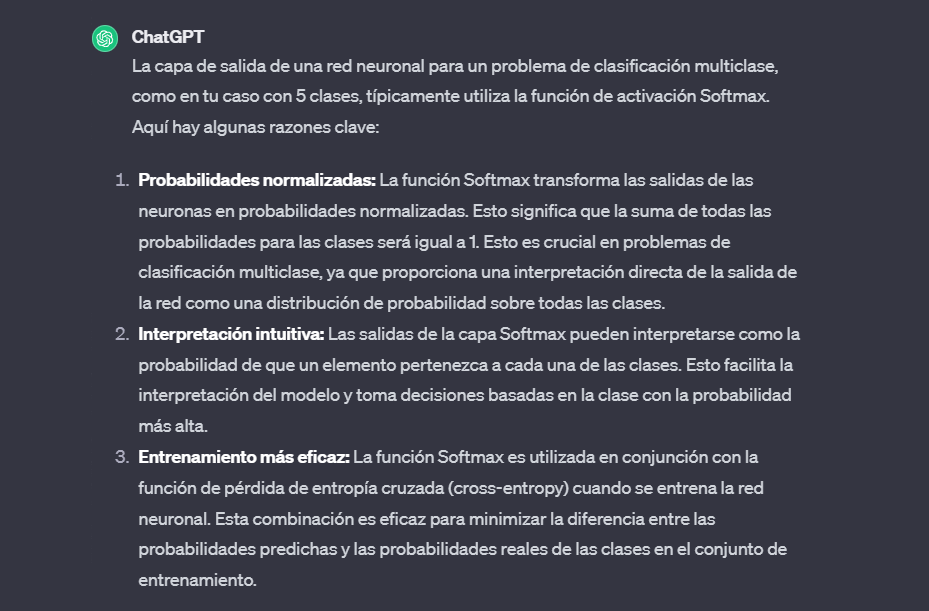 ChatGPT
La capa de salida de una red neuronal para un problema de clasificación multiclase,
como en tu caso con 5 clases, típicamente utiliza la función de activación Softmax.
Aquí hay algunas razones clave:
1. Probabilidades normalizadas: La función Softmax transforma las salidas de las
neuronas en probabilidades normalizadas. Esto significa que la suma de todas las
probabilidades para las clases será igual a 1. Esto es crucial en problemas de
clasificación multiclase, ya que proporciona una interpretación directa de la salida de
la red como una distribución de probabilidad sobre todas las clases.
2. Interpretación intuitiva: Las salidas de la capa Softmax pueden interpretarse como la
probabilidad de que un elemento pertenezca a cada una de las clases. Esto facilita la
interpretación del modelo y toma decisiones basadas en la clase con la probabilidad
más alta.
3. Entrenamiento más eficaz: La función Softmax es utilizada en conjunción con la
función de pérdida de entropía cruzada (cross-entropy) cuando se entrena la red
neuronal. Esta combinación es eficaz para minimizar la diferencia entre las
probabilidades predichas y las probabilidades reales de las clases en el conjunto de
entrenamiento.